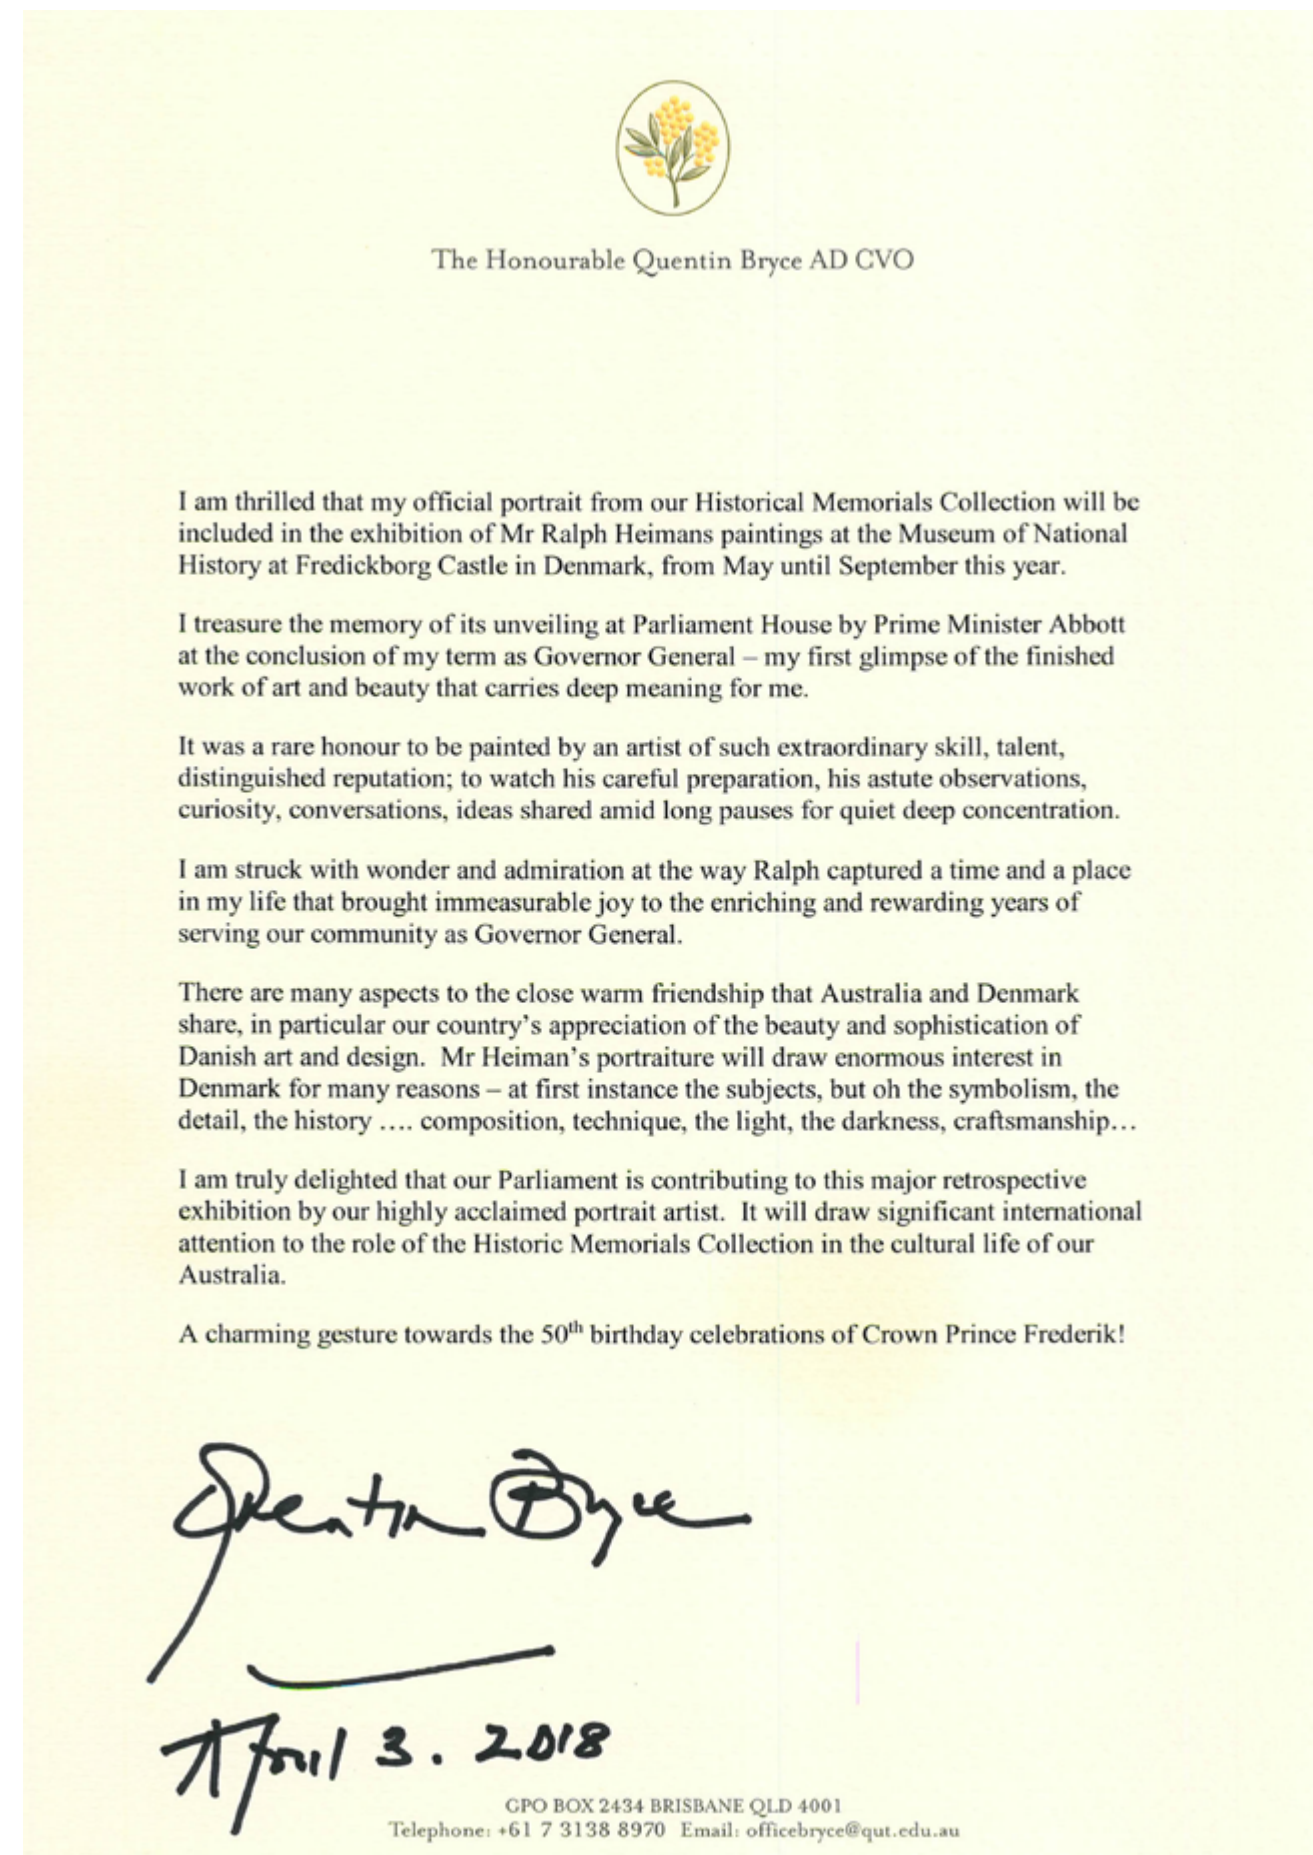 The Honourable Quentin Bryce AD CVO
I am thrilled that my official portrait from our Historical Memorials Collection will be
included in the exhibition of Mr Ralph Heimans paintings at the Museum of National
History at Fredickborg Castle in Denmark, from May until September this year.
I treasure the memory of its unveiling at Parliament House by Prime Minister Abbott
at the conclusion of my term as Governor General – my first glimpse of the finished
work of art and beauty that carries deep meaning for me.
It was a rare honour to be painted by an artist of such extraordinary skill, talent,
distinguished reputation; to watch his careful preparation, his astute observations,
curiosity, conversations, ideas shared amid long pauses for quiet deep concentration.
I am struck with wonder and admiration at the way Ralph captured a time and a place
in my life that brought immeasurable joy to the enriching and rewarding years of
serving our community as Governor General.
There are many aspects to the close warm friendship that Australia and Denmark
share, in particular our country's appreciation of the beauty and sophistication of
Danish art and design.  Mr Heiman's portraiture will draw enormous interest in
Denmark for many reasons – at first instance the subjects, but oh the symbolism, the
detail, the history …. composition, technique, the light, the darkness, craftsmanship…
I am truly delighted that our Parliament is contributing to this major retrospective
exhibition by our highly acclaimed portrait artist.  It will draw significant international
attention to the role of the Historic Memorials Collection in the cultural life of our
Australia.
A charming gesture towards the 50th birthday celebrations of Crown Prince Frederik!
Quentin Bryce
April 3. 2018
GPO BOX 2434 BRISBANE QLD 4001
Telephone: +61 7 3138 8970  Email: officebryce@qut.edu.au